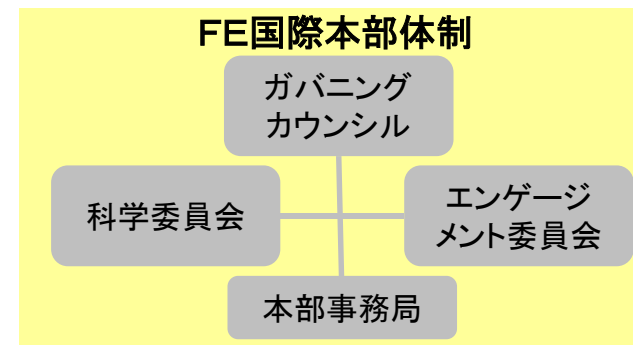 FE国際本部体制
ガバニング
カウンシル
科学委員会
エンゲージ
メント委員会
本部事務局